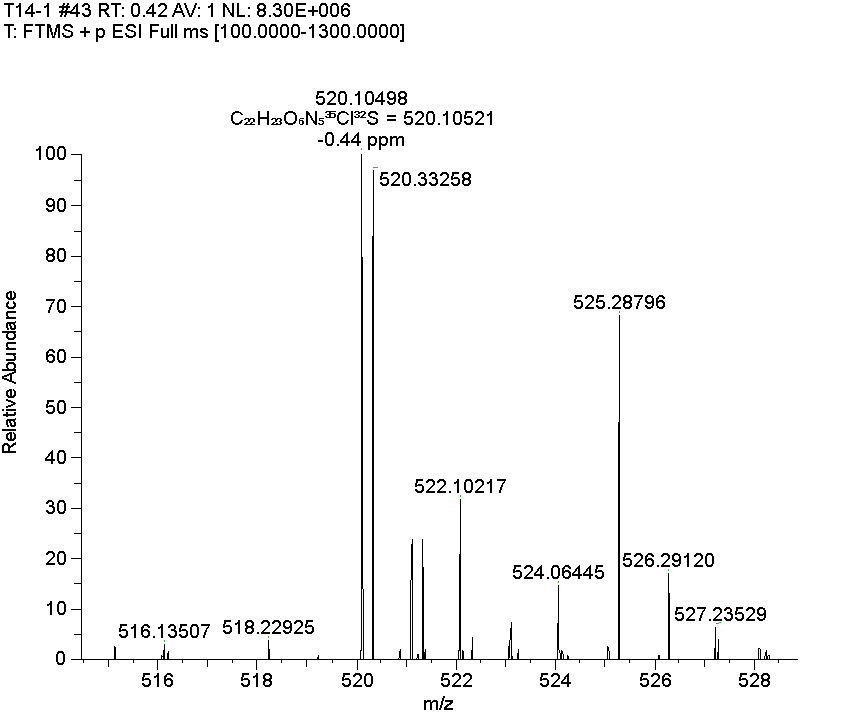 T14-1 #43 RT: 0.42 AV: 1 NL: 8.30E+006
T: FTMS + p ESI Full ms [100.0000-1300.0000]
520.10498
C₂₂H₂₃O₆N₅³⁵Cl³²S = 520.10521
-0.44 ppm
100
520.33258
90
80
70
525.28796
60
50
522.10217
40
30
526.29120
524.06445
20
527.23529
518.22925
516.13507
10
0
516 518 520 522 524 526 528
m/z
Relative Abundance